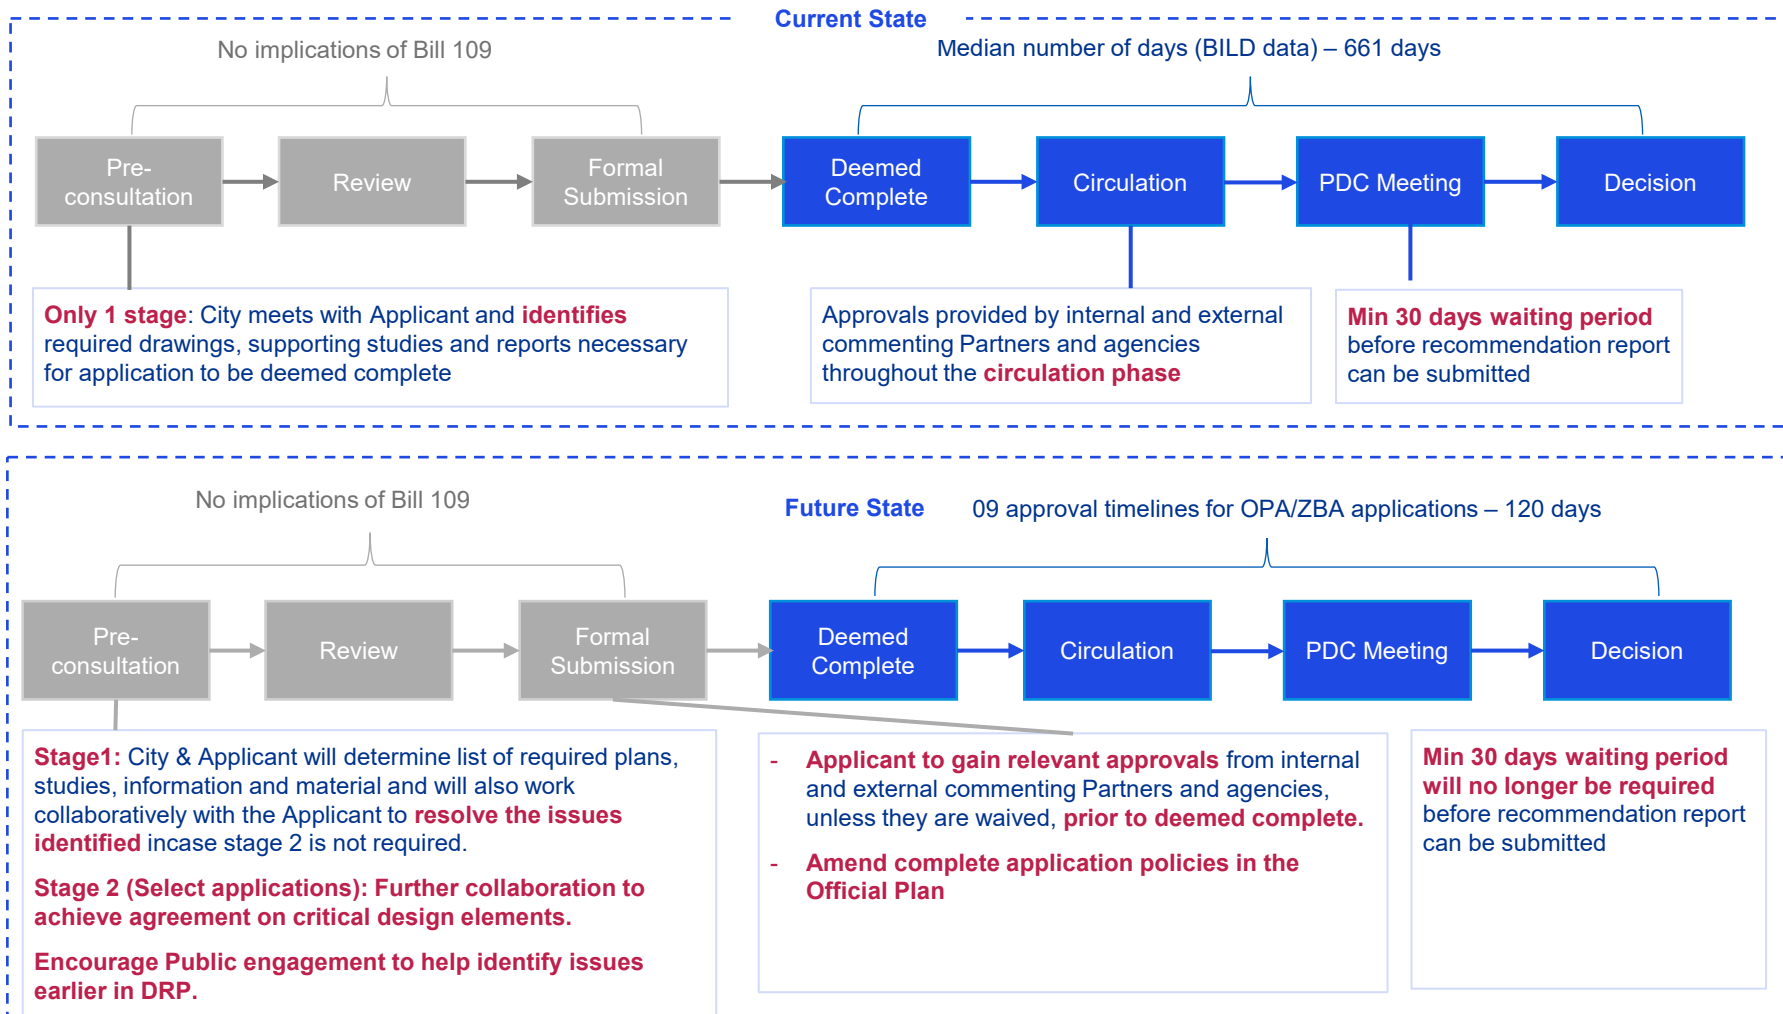 Current State
No implications of Bill 109
Median number of days (BILD data) – 661 days
Pre-
consultation
Review
Formal
Submission
Deemed
Complete
Circulation
PDC Meeting
Decision
Only 1 stage: City meets with Applicant and identifies
required drawings, supporting studies and reports necessary
for application to be deemed complete
Approvals provided by internal and external
commenting Partners and agencies
throughout the circulation phase
Min 30 days waiting period
before recommendation report
can be submitted
No implications of Bill 109
Future State
09 approval timelines for OPA/ZBA applications – 120 days
Pre-
consultation
Review
Formal
Submission
Deemed
Complete
Circulation
PDC Meeting
Decision
Stage1: City & Applicant will determine list of required plans,
studies, information and material and will also work
collaboratively with the Applicant to resolve the issues
identified incase stage 2 is not required.
Stage 2 (Select applications): Further collaboration to
achieve agreement on critical design elements.
Encourage Public engagement to help identify issues
earlier in DRP.
- Applicant to gain relevant approvals from internal
and external commenting Partners and agencies,
unless they are waived, prior to deemed complete.
- Amend complete application policies in the
Official Plan
Min 30 days waiting period
will no longer be required
before recommendation report
can be submitted